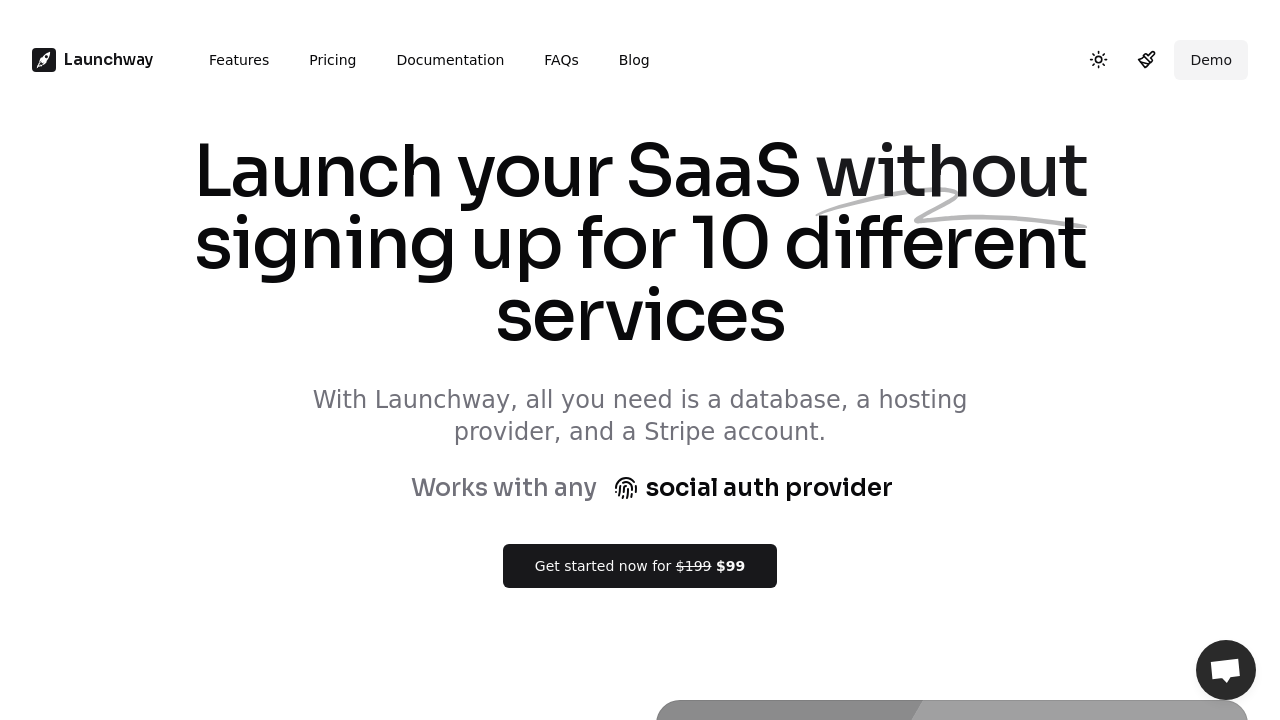 Launchway
Features
Pricing
Documentation
FAQs
Blog
Demo
Launch your SaaS without
signing up for 10 different
services
With Launchway, all you need is a database, a hosting
provider, and a Stripe account.
Works with any social auth provider
Get started now for $199 $99